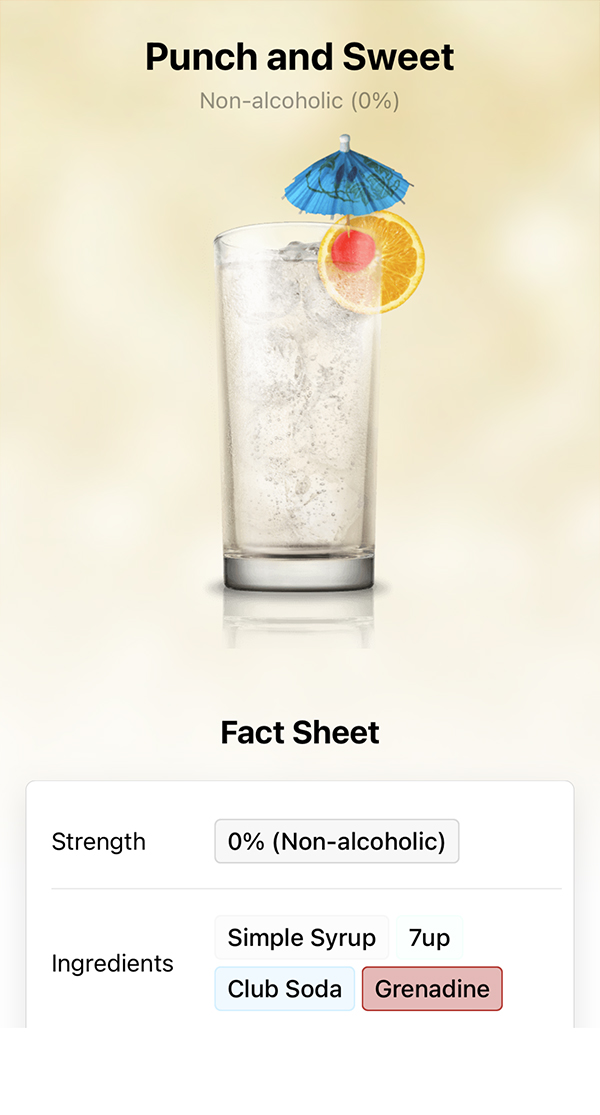 Punch and Sweet
Non-alcoholic (0%)
Fact Sheet
Strength
0% (Non-alcoholic)
Ingredients
Simple Syrup
7up
Club Soda
Grenadine